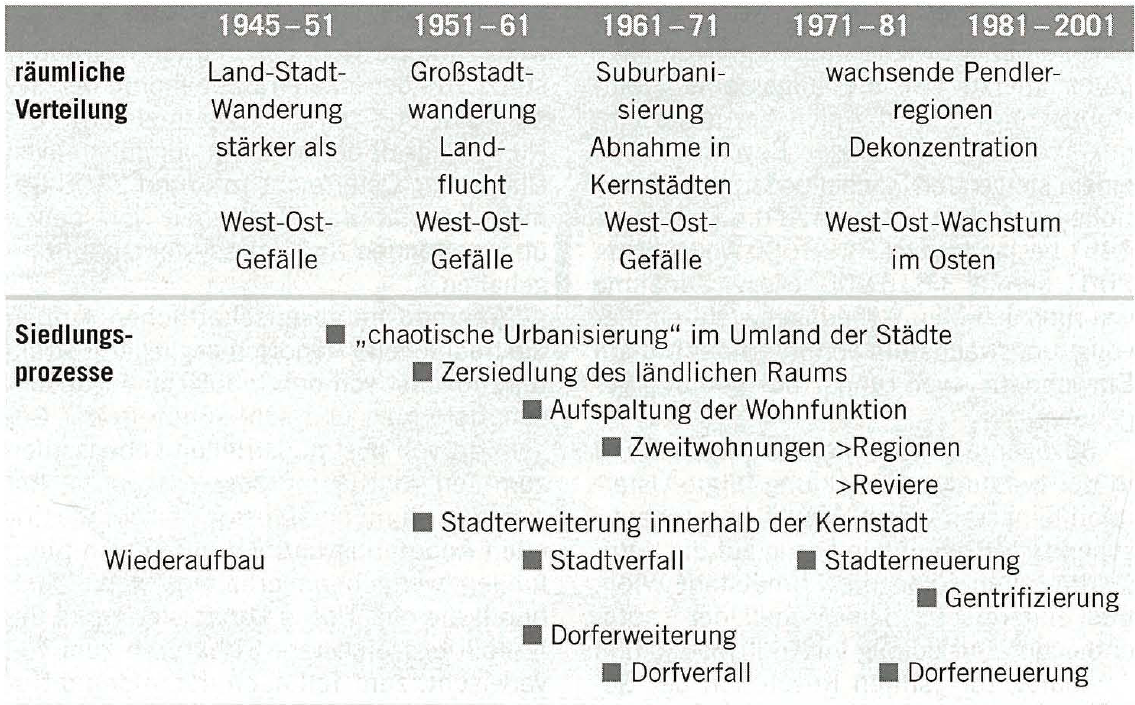 1945–51 1951–61 1961–71 1971–81 1981–2001
räumliche Land-Stadt- Großstadt- Suburbani- wachsende Pendler-
Verteilung Wanderung wanderung sierung regionen
stärker als Land- Abnahme in Dekonzentration
flucht Kernstädten
West-Ost- West-Ost- West-Ost- West-Ost-Wachstum
Gefälle Gefälle Gefälle im Osten
Siedlungs- ■ „chaotische Urbanisierung“ im Umland der Städte
prozesse ■ Zersiedlung des ländlichen Raums
■ Aufspaltung der Wohnfunktion
■ Zweitwohnungen >Regionen
>Reviere
■ Stadterweiterung innerhalb der Kernstadt
Wiederaufbau ■ Stadtverfall ■ Stadterneuerung
■ Gentrifizierung
■ Dorferweiterung
■ Dorfverfall ■ Dorferneuerung